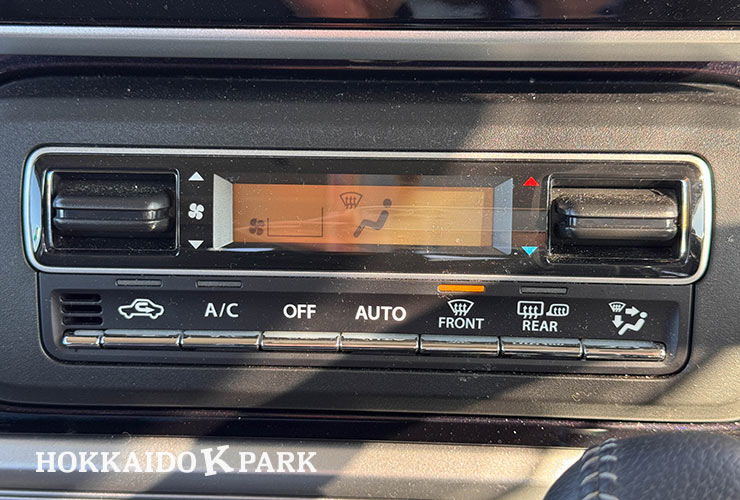 A/C OFF AUTO FRONT REAR
HOKKAIDO K PARK